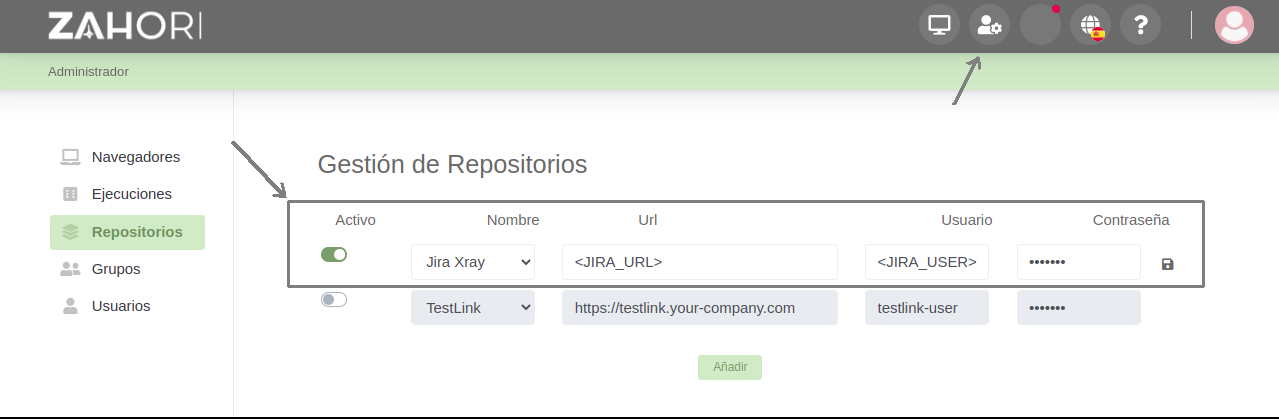 ZAHORI
Administrador
Navegadores
Ejecuciones
Repositorios
Grupos
Usuarios
Gestión de Repositorios
Activo Nombre Url Usuario Contraseña
Jira Xray <JIRA_URL> <JIRA_USER> •••••••
TestLink https://testlink.your-company.com testlink-user •••••••
Añadir